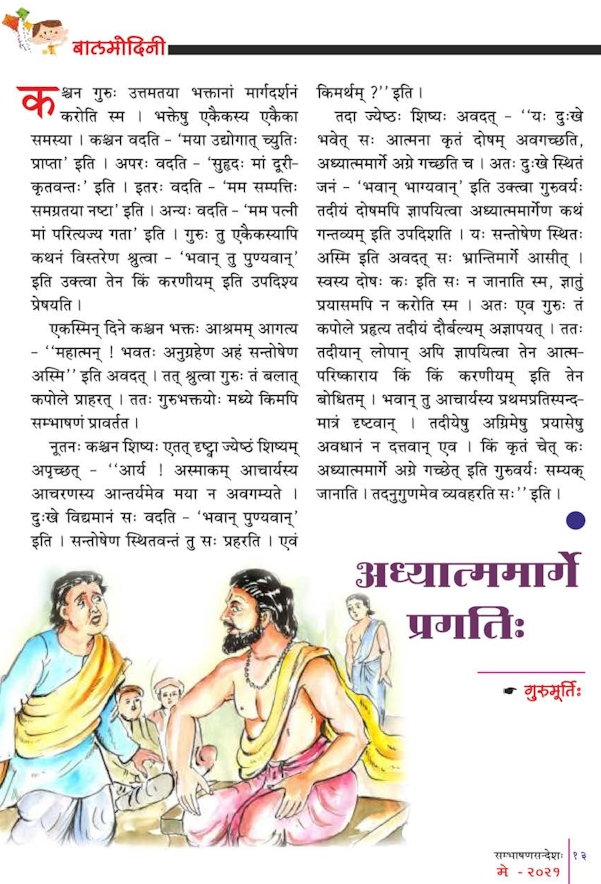 बालमोदिनी
कश्चन गुरुः उत्तमतया भक्तानां मार्गदर्शनं
करोति स्म । भक्तेषु एकैकस्य एकैका
समस्या । कश्चन वदति - ‘मया उद्योगात् च्युतिः
प्राप्ता’ इति । अपरः वदति - ‘सुहृदः मां दूरी-
कृतवन्तः’ इति । इतरः वदति - ‘मम सम्पत्तिः
समग्रतया नष्टा’ इति । अन्यः वदति - ‘मम पत्नी
मां परित्यज्य गता’ इति । गुरुः तु एकैकस्यापि
कथनं विस्तरेण श्रुत्वा - ‘भवान् तु पुण्यवान्’
इति उक्त्वा तेन किं करणीयम् इति उपदिश्य
प्रेषयति ।
एकस्मिन् दिने कश्चन भक्तः आश्रमम् आगत्य
- ‘‘महात्मन् ! भवतः अनुग्रहेण अहं सन्तोषेण
अस्मि’’ इति अवदत् । तत् श्रुत्वा गुरुः तं बलात्
कपोले प्राहरत् । ततः गुरुभक्तयोः मध्ये किमपि
सम्भाषणं प्रावर्तत ।
नूतनः कश्चन शिष्यः एतत् दृष्ट्वा ज्येष्ठं शिष्यम्
अपृच्छत् - ‘‘आर्य ! अस्माकम् आचार्यस्य
आचरणस्य आन्तर्यमेव मया न अवगम्यते ।
दुःखे विद्यमानं सः वदति - ‘भवान् पुण्यवान्’
इति । सन्तोषेण स्थितवन्तं तु सः प्रहरति । एवं
किमर्थम् ?’’ इति ।
तदा ज्येष्ठः शिष्यः अवदत् - ‘‘यः दुःखे
भवेत् सः आत्मना कृतं दोषम् अवगच्छति,
अध्यात्ममार्गे अग्रे गच्छति च । अतः दुःखे स्थितं
जनं - ‘भवान् भाग्यवान्’ इति उक्त्वा गुरुवर्यः
तदीयं दोषमपि ज्ञापयित्वा अध्यात्ममार्गेण कथं
गन्तव्यम् इति उपदिशति । यः सन्तोषेण स्थितः
अस्मि इति अवदत् सः भ्रान्तिमार्गे आसीत् ।
स्वस्य दोषः कः इति सः न जानाति स्म, ज्ञातुं
प्रयासमपि न करोति स्म । अतः एव गुरुः तं
कपोले प्रहृत्य तदीयं दौर्बल्यम् अज्ञापयत् । ततः
तदीयान् लोपान् अपि ज्ञापयित्वा तेन आत्म-
परिष्काराय किं किं करणीयम् इति तेन
बोधितम् । भवान् तु आचार्यस्य प्रथमप्रतिस्पन्द-
मात्रं दृष्टवान् । तदीयेषु अग्रिमेषु प्रयासेषु
अवधानं न दत्तवान् एव । किं कृतं चेत् कः
अध्यात्ममार्गे अग्रे गच्छेत् इति गुरुवर्यः सम्यक्
जानाति । तदनुगुणमेव व्यवहरति सः’’ इति ।
अध्यात्ममार्गे
प्रगतिः
गुरुमूर्तिः
सम्भाषणसन्देशः १३
मे - २०२१